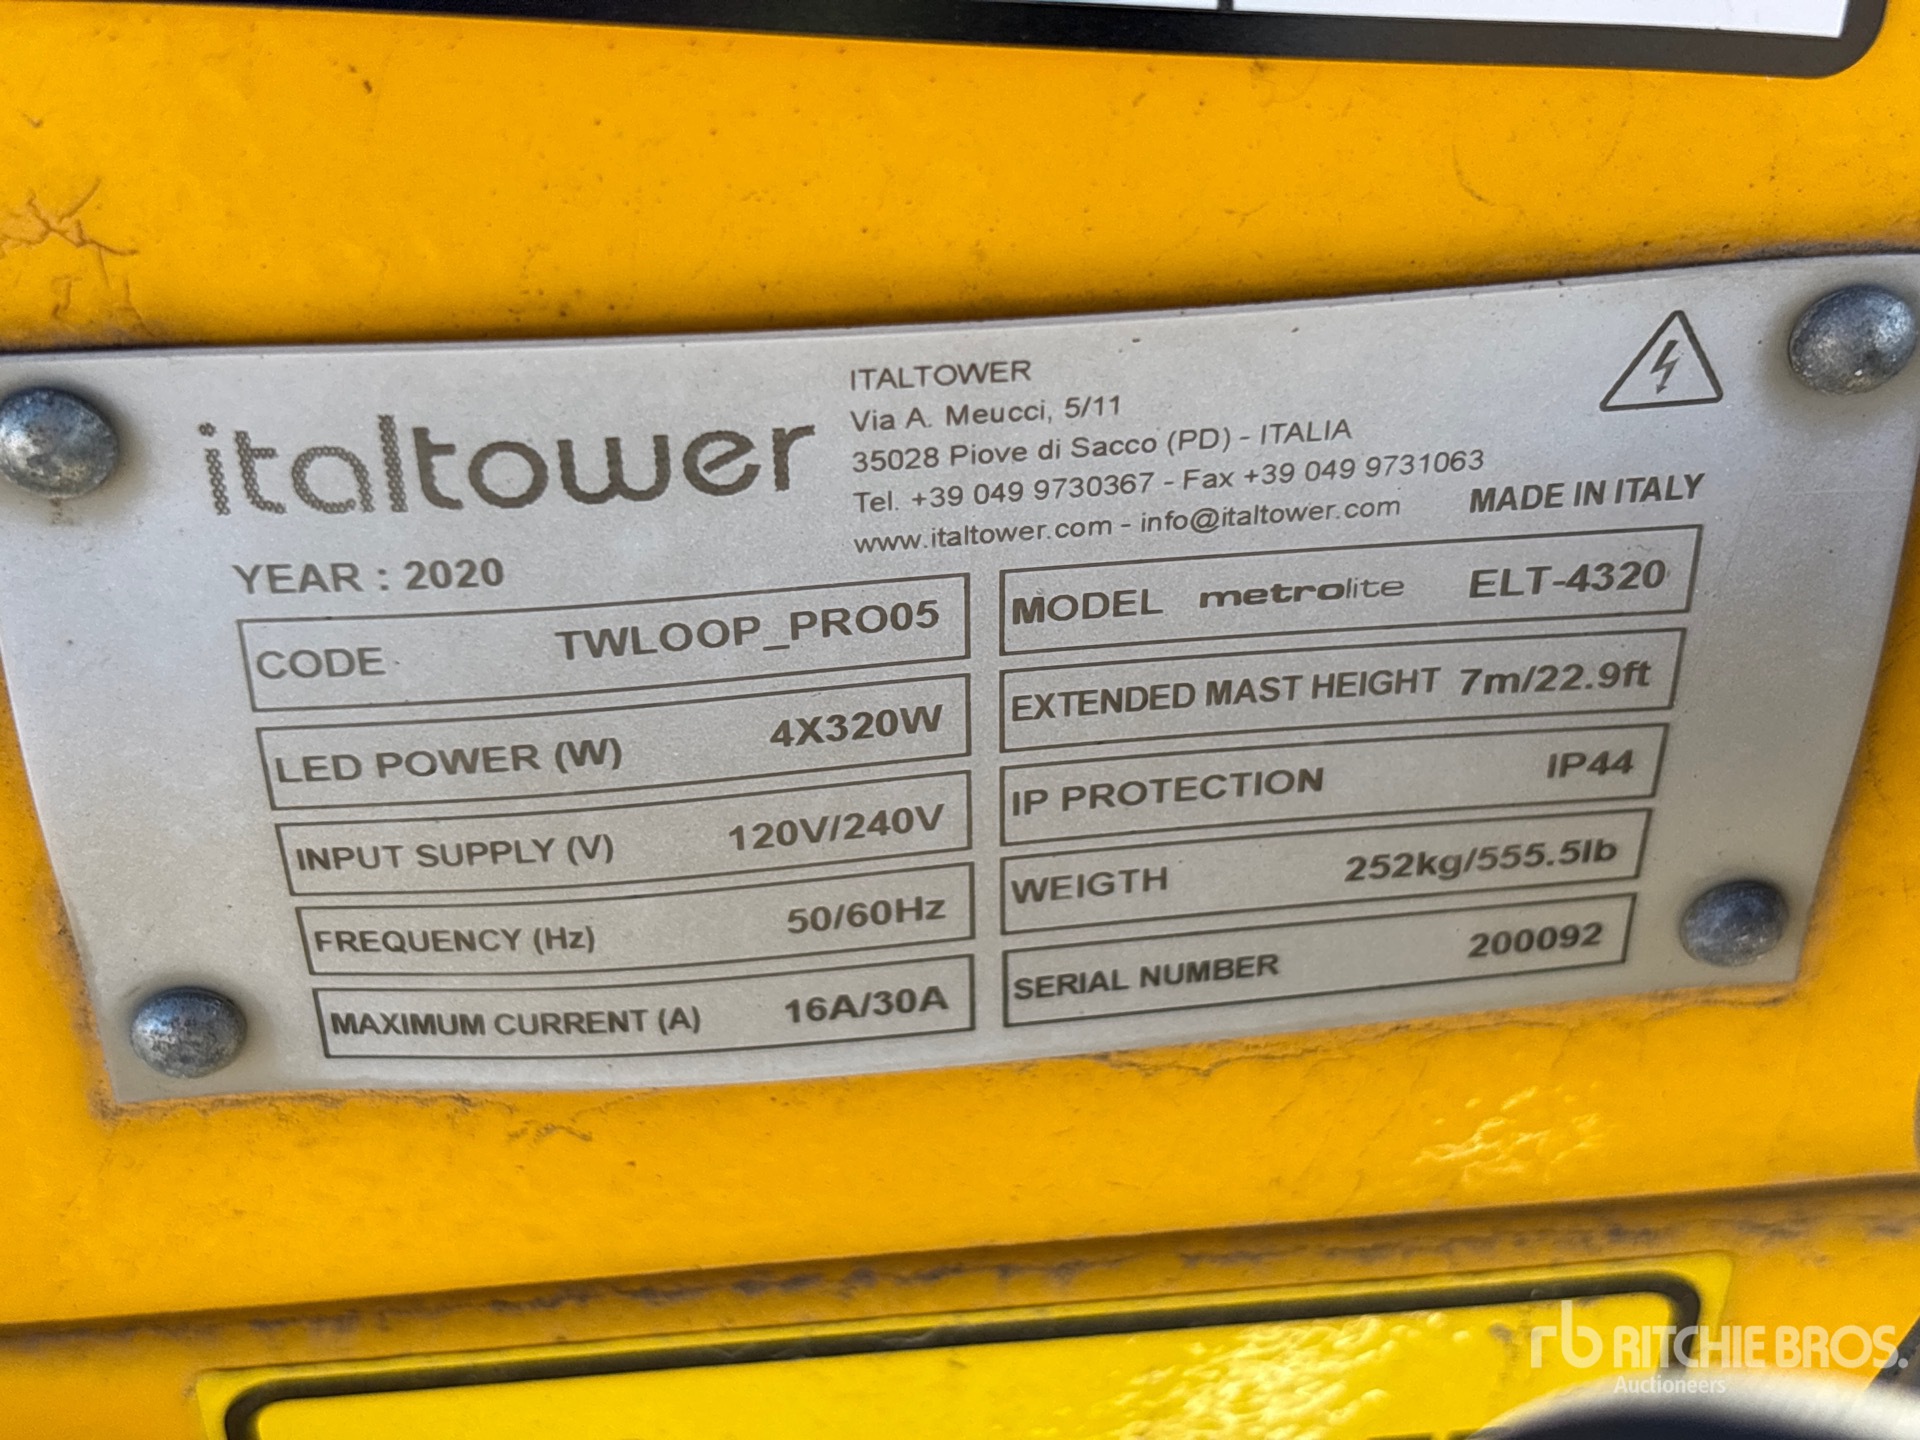 italtower
ITALTOWER
Via A. Meucci, 5/11
35028 Piove di Sacco (PD) - ITALIA
Tel. +39 049 9730367 - Fax +39 049 9731063
www.italtower.com - info@italtower.com
MADE IN ITALY
YEAR : 2020
CODE TWLOOP_PRO05
LED POWER (W) 4X320W
INPUT SUPPLY (V) 120V/240V
FREQUENCY (Hz) 50/60Hz
MAXIMUM CURRENT (A) 16A/30A
MODEL metrolite ELT-4320
EXTENDED MAST HEIGHT 7m/22.9ft
IP PROTECTION IP44
WEIGTH 252kg/555.5lb
SERIAL NUMBER 200092
rb RITCHIE BROS.
Auctioneers